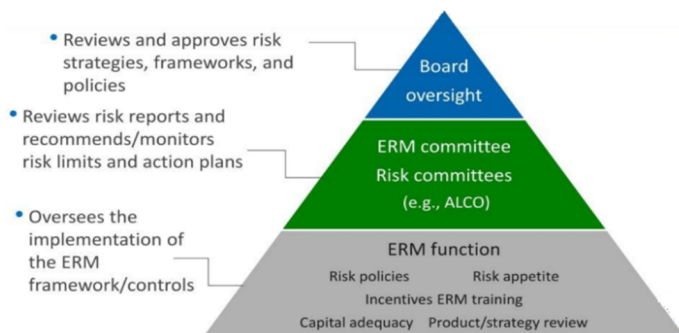 • Reviews and approves risk
strategies, frameworks, and
policies
• Reviews risk reports and
recommends/monitors
risk limits and action plans
• Oversees the
implementation of
the ERM
framework/controls
Board
oversight
ERM committee
Risk committees
(e.g., ALCO)
ERM function
Risk policies Risk appetite
Incentives ERM training
Capital adequacy Product/strategy review